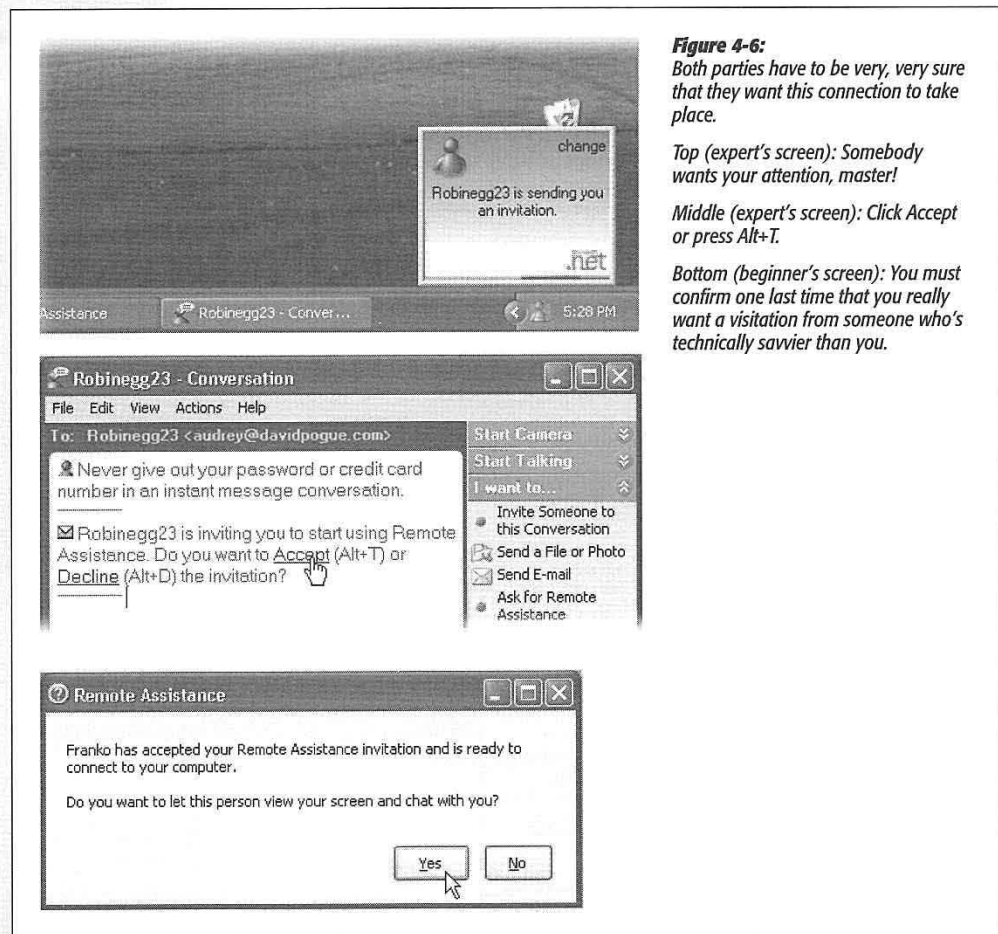 Figure 4-6:
Both parties have to be very, very sure
that they want this connection to take
place.
Top (expert's screen): Somebody
wants your attention, master!
Middle (expert's screen): Click Accept
or press Alt+T.
Bottom (beginner's screen): You must
confirm one last time that you really
want a visitation from someone who's
technically savvier than you.
change
Robinegg23 is sending you
an invitation.
.net
Assistance
Robinegg23 - Conver...
5:28 PM
Robinegg23 - Conversation
File Edit View Actions Help
To: Robinegg23 <audrey@davidpogue.com>
Never give out your password or credit card
number in an instant message conversation.
Robinegg23 is inviting you to start using Remote
Assistance. Do you want to Accept (Alt+T) or
Decline (Alt+D) the invitation?
Start Camera
Start Talking
I want to...
Invite Someone to
this Conversation
Send a File or Photo
Send E-mail
Ask for Remote
Assistance
Remote Assistance
Franko has accepted your Remote Assistance invitation and is ready to
connect to your computer.
Do you want to let this person view your screen and chat with you?
Yes
No